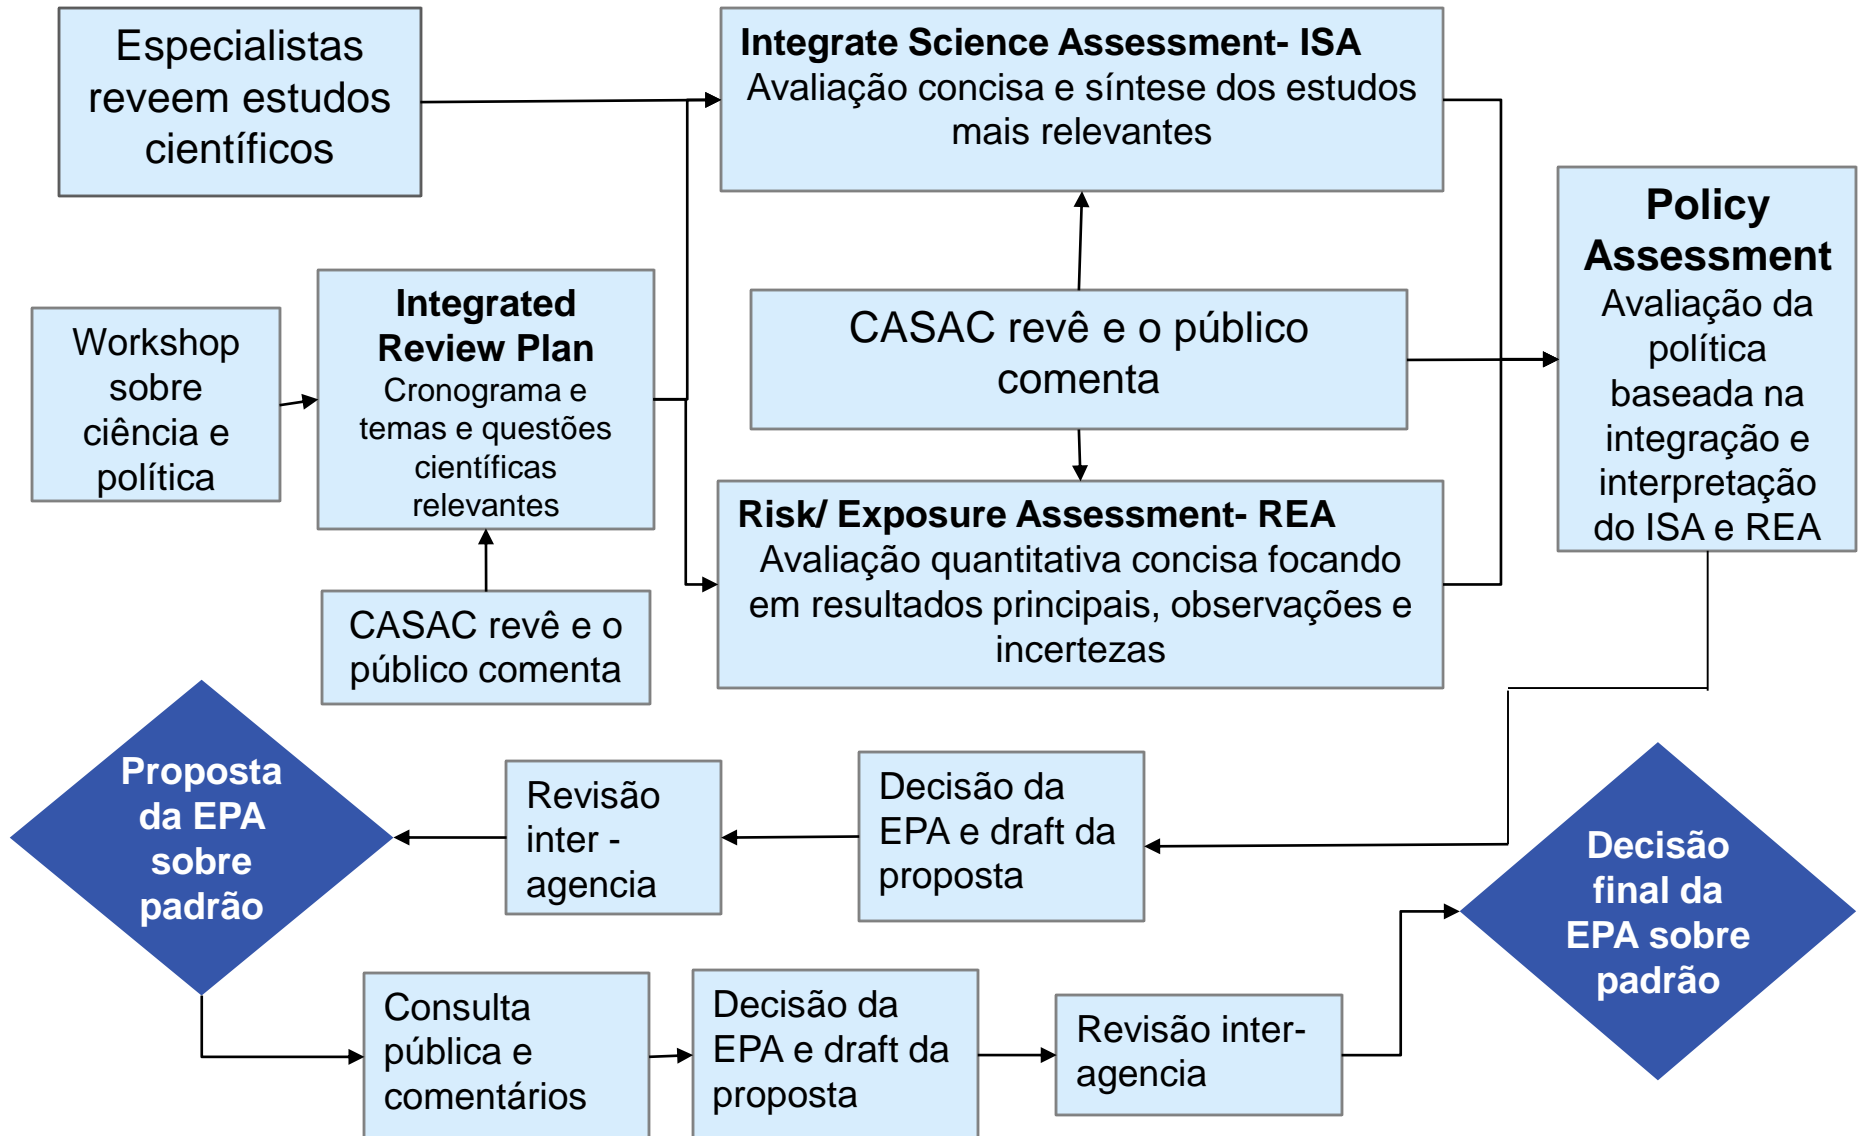 Especialistas
reveem estudos
científicos
Integrate Science Assessment- ISA
Avaliação concisa e síntese dos estudos
mais relevantes
Workshop
sobre
ciência e
política
Integrated
Review Plan
Cronograma e
temas e questões
científicas
relevantes
CASAC revê e o
público comenta
CASAC revê e o público
comenta
Risk/ Exposure Assessment- REA
Avaliação quantitativa concisa focando
em resultados principais, observações e
incertezas
Policy
Assessment
Avaliação da
política
baseada na
integração e
interpretação
do ISA e REA
Decisão da
EPA e draft da
proposta
Revisão
inter -
agencia
Proposta
da EPA
sobre
padrão
Consulta
pública e
comentários
Decisão da
EPA e draft da
proposta
Revisão inter-
agencia
Decisão
final da
EPA sobre
padrão